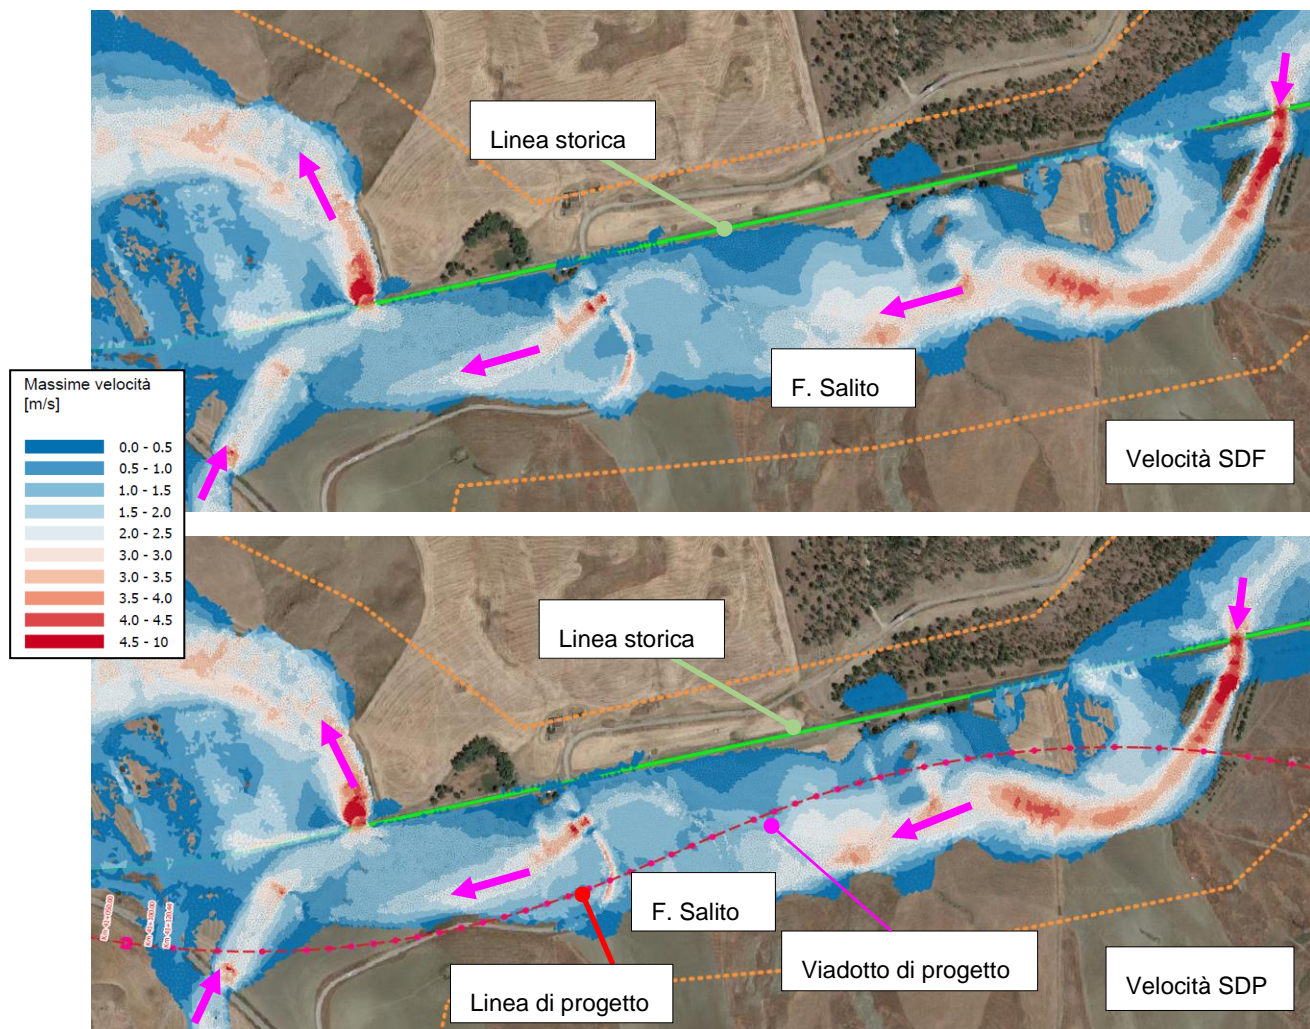 Linea storica
F. Salito
Velocità SDF
Massime velocità
[m/s]
0.0 - 0.5
0.5 - 1.0
1.0 - 1.5
1.5 - 2.0
2.0 - 2.5
3.0 - 3.0
3.0 - 3.5
3.5 - 4.0
4.0 - 4.5
4.5 - 10
Linea storica
F. Salito
Linea di progetto
Viadotto di progetto
Velocità SDP